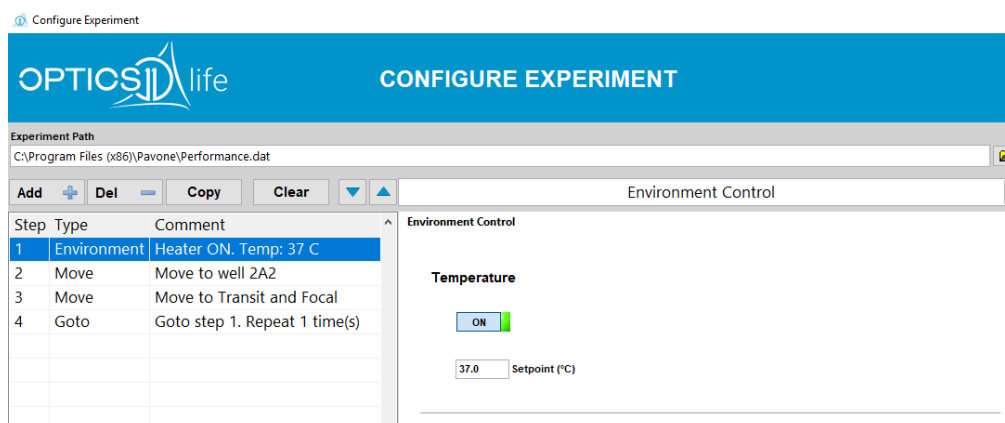 Configure Experiment
OPTICS11 life
CONFIGURE EXPERIMENT
Experiment Path
C:\Program Files (x86)\Pavone\Performance.dat
Add Del Copy Clear Environment Control
Step Type Comment
1 Environment Heater ON. Temp: 37 C
2 Move Move to well 2A2
3 Move Move to Transit and Focal
4 Goto Goto step 1. Repeat 1 time(s)
Environment Control
Temperature
ON
37.0 Setpoint (°C)